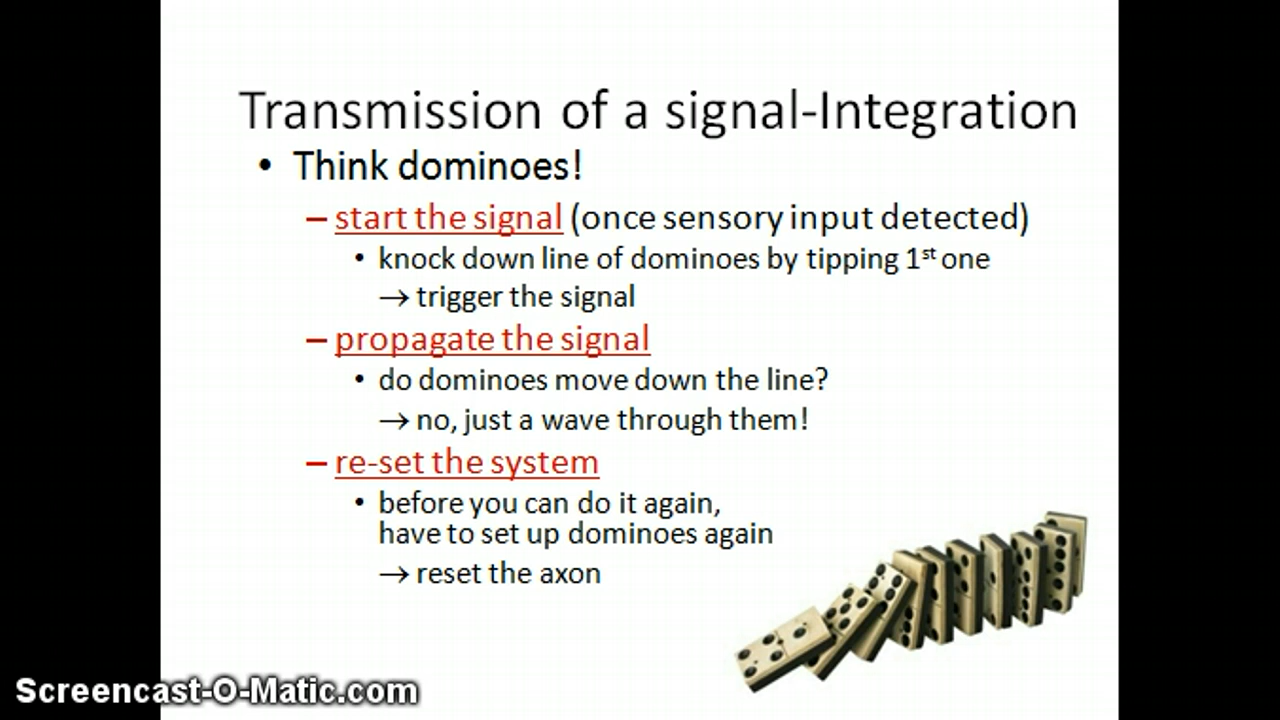 Transmission of a signal-Integration
• Think dominoes!
– start the signal (once sensory input detected)
• knock down line of dominoes by tipping 1st one
→ trigger the signal
– propagate the signal
• do dominoes move down the line?
→ no, just a wave through them!
– re-set the system
• before you can do it again,
have to set up dominoes again
→ reset the axon
Screencast-O-Matic.com